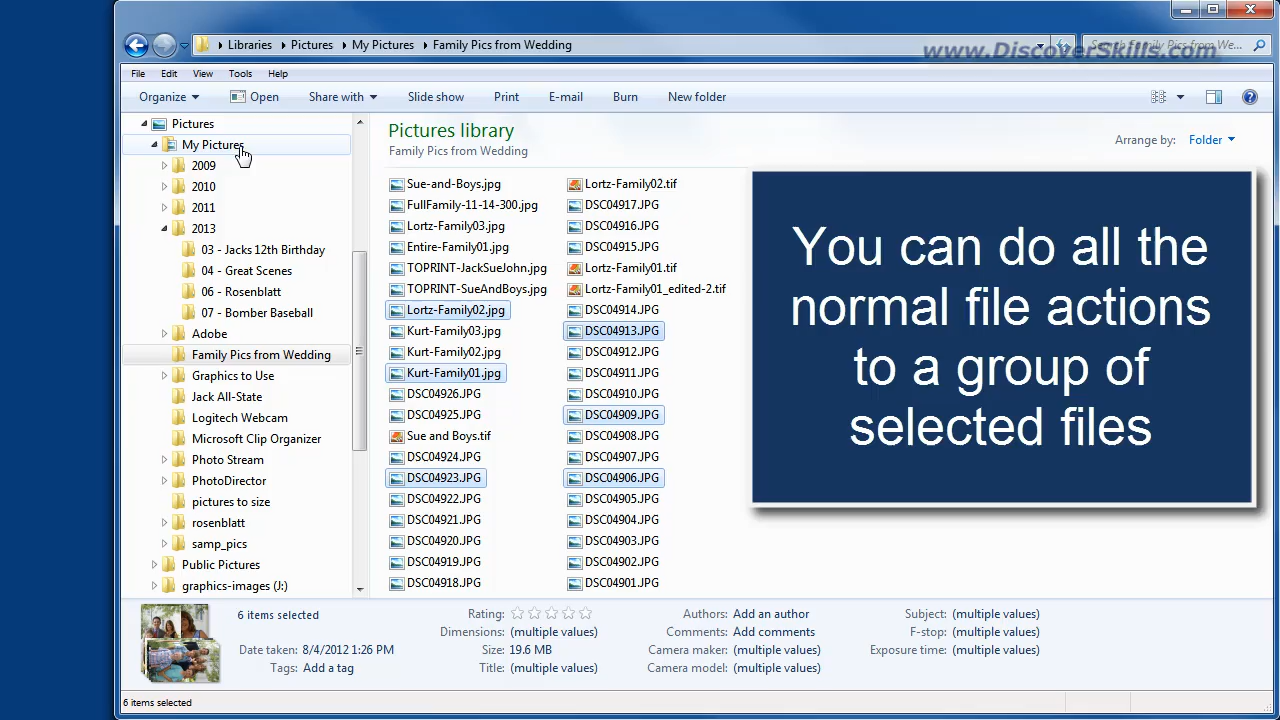 Libraries Pictures My Pictures Family Pics from Wedding
Search Family Pics from We...
www.DiscoverSkills.com
File Edit View Tools Help
Organize Open Share with Slide show Print E-mail Burn New folder
Pictures
My Pictures
2009
2010
2011
2013
03 - Jacks 12th Birthday
04 - Great Scenes
06 - Rosenblatt
07 - Bomber Baseball
Adobe
Family Pics from Wedding
Graphics to Use
Jack All-State
Logitech Webcam
Microsoft Clip Organizer
Photo Stream
PhotoDirector
pictures to size
rosenblatt
samp_pics
Public Pictures
graphics-images (J:)
Pictures library
Family Pics from Wedding
Arrange by: Folder
Sue-and-Boys.jpg
FullFamily-11-14-300.jpg
Lortz-Family03.jpg
Entire-Family01.jpg
TOPRINT-JackSueJohn.jpg
TOPRINT-SueAndBoys.jpg
Lortz-Family02.jpg
Kurt-Family03.jpg
Kurt-Family02.jpg
Kurt-Family01.jpg
DSC04926.JPG
DSC04925.JPG
Sue and Boys.tif
DSC04924.JPG
DSC04923.JPG
DSC04922.JPG
DSC04921.JPG
DSC04920.JPG
DSC04919.JPG
DSC04918.JPG
Lortz-Family02.tif
DSC04917.JPG
DSC04916.JPG
DSC04915.JPG
Lortz-Family01.tif
Lortz-Family01_edited-2.tif
DSC04914.JPG
DSC04913.JPG
DSC04912.JPG
DSC04911.JPG
DSC04910.JPG
DSC04909.JPG
DSC04908.JPG
DSC04907.JPG
DSC04906.JPG
DSC04905.JPG
DSC04904.JPG
DSC04903.JPG
DSC04902.JPG
DSC04901.JPG
You can do all the
normal file actions
to a group of
selected files
6 items selected
Date taken: 8/4/2012 1:26 PM
Tags: Add a tag
Rating:
Dimensions: (multiple values)
Size: 19.6 MB
Title: (multiple values)
Authors: Add an author
Comments: Add comments
Camera maker: (multiple values)
Camera model: (multiple values)
Subject: (multiple values)
F-stop: (multiple values)
Exposure time: (multiple values)
6 items selected